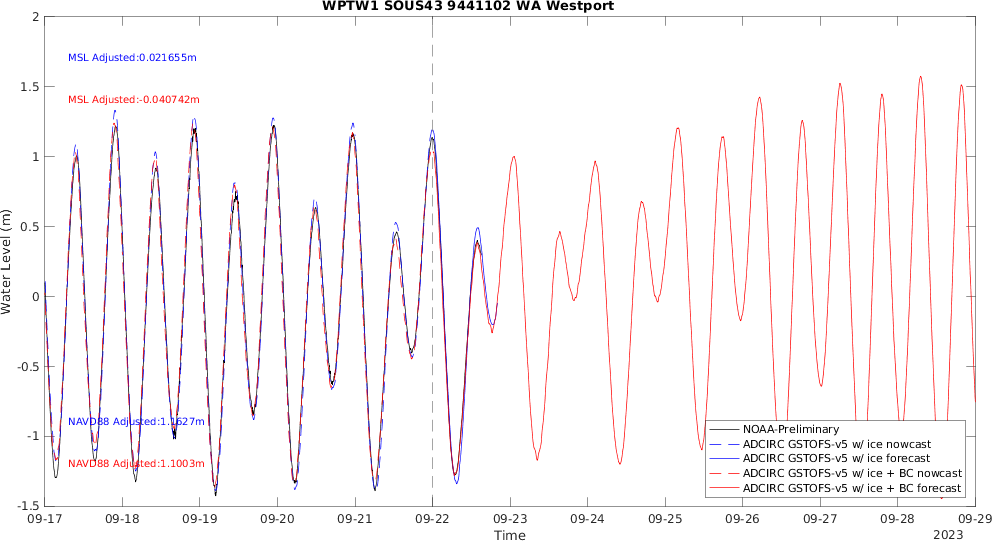 WPTW1 SOUS43 9441102 WA Westport
2
1.5
1
0.5
0
-0.5
-1
-1.5
Water Level (m)
MSL Adjusted:0.021655m
MSL Adjusted:-0.040742m
NAVD88 Adjusted:1.1627m
NAVD88 Adjusted:1.1003m
NOAA-Preliminary
ADCIRC GSTOFS-v5 w/ ice nowcast
ADCIRC GSTOFS-v5 w/ ice forecast
ADCIRC GSTOFS-v5 w/ ice + BC nowcast
ADCIRC GSTOFS-v5 w/ ice + BC forecast
09-17 09-18 09-19 09-20 09-21 09-22 09-23 09-24 09-25 09-26 09-27 09-28 09-29
Time
2023